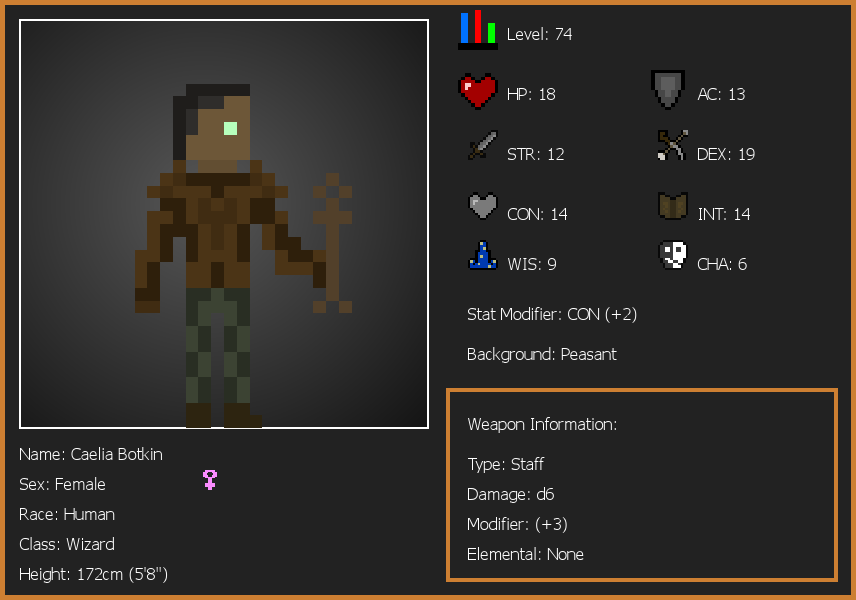 Level: 74
HP: 18
AC: 13
STR: 12
DEX: 19
CON: 14
INT: 14
WIS: 9
CHA: 6
Stat Modifier: CON (+2)
Background: Peasant
Weapon Information:
Type: Staff
Damage: d6
Modifier: (+3)
Elemental: None
Name: Caelia Botkin
Sex: Female
Race: Human
Class: Wizard
Height: 172cm (5'8")